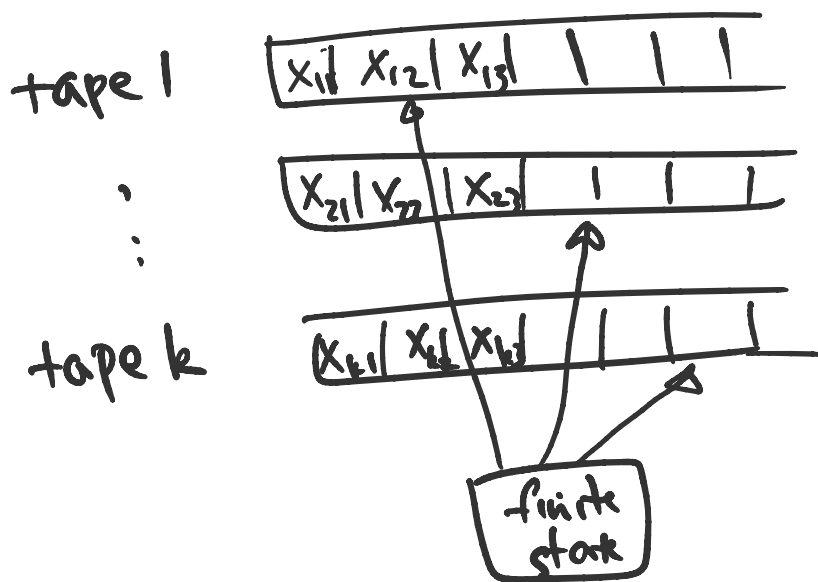 tape 1
X₁₁ X₁₂ X₁₃
X₂₁ X₂₂ X₂₃
tape k
Xₖ₁ Xₖ₂ Xₖ₃
finite
state